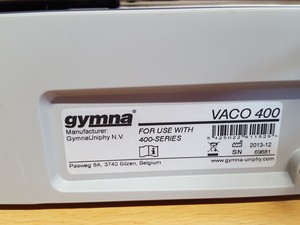 gymna
VACO 400
Manufacturer:
GymnaUniphy N.V.
FOR USE WITH
400-SERIES
2013-12
SN 69681
Pasweg 6A, 3740 Bilzen, Belgium
www.gymna-uniphy.com